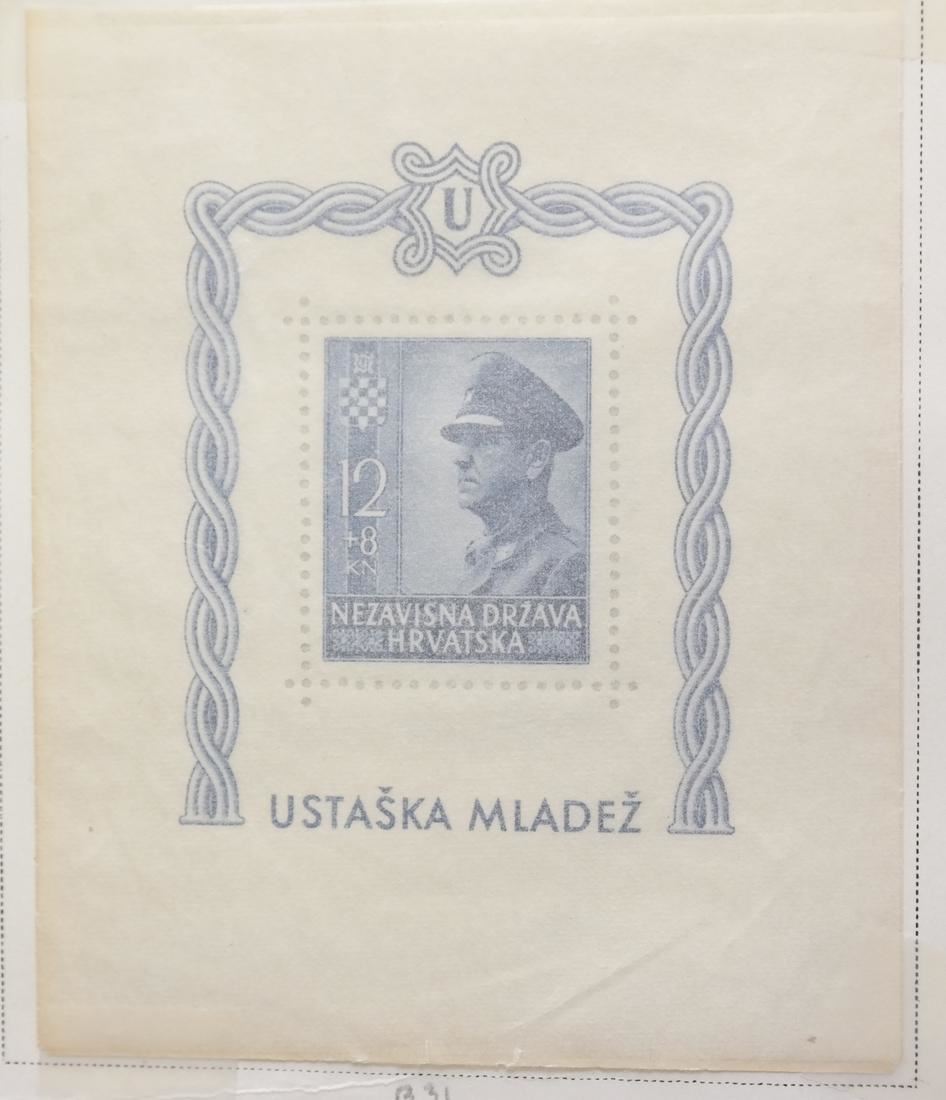 U
12
+8
KN
NEZAVISNA DRŽAVA
HRVATSKA
USTAŠKA MLADEŽ
B31